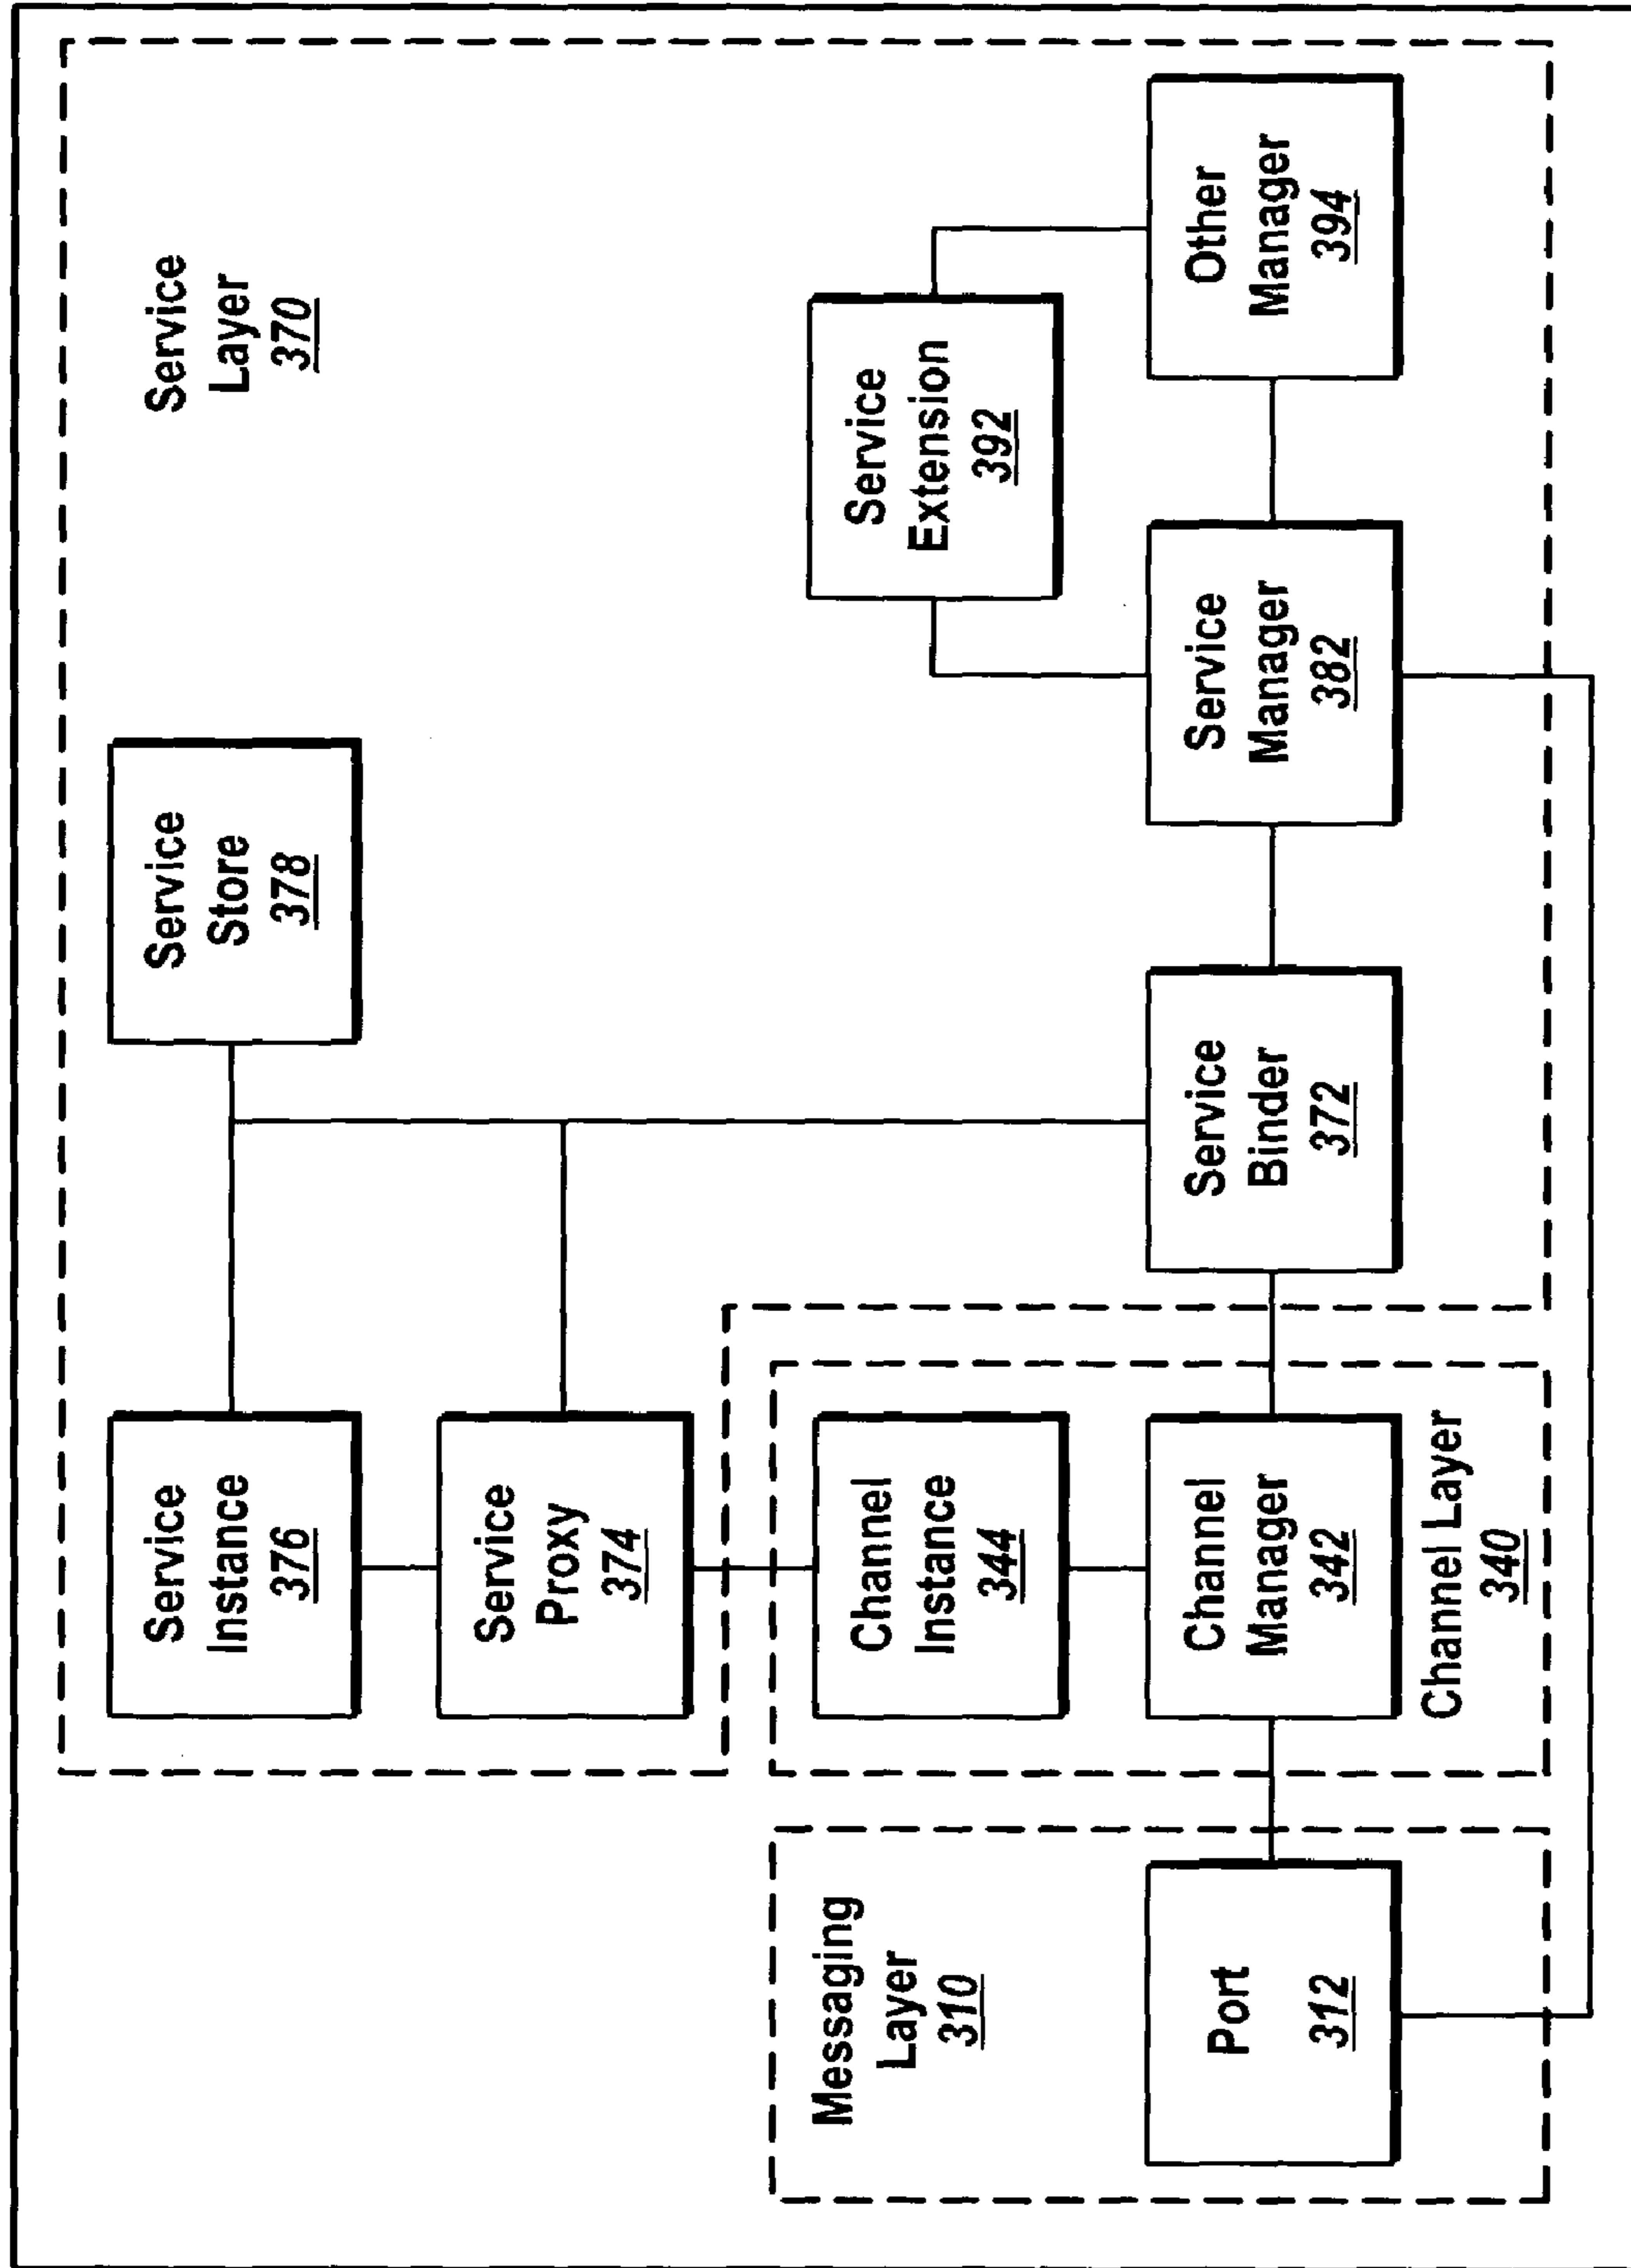 Service
Layer
370
Service
Instance
376
Service
Store
378
Service
Proxy
374
Messaging
Layer
310
Channel
Instance
344
Service
Extension
392
Port
312
Channel
Manager
342
Service
Binder
372
Service
Manager
382
Other
Manager
394
Channel Layer
340